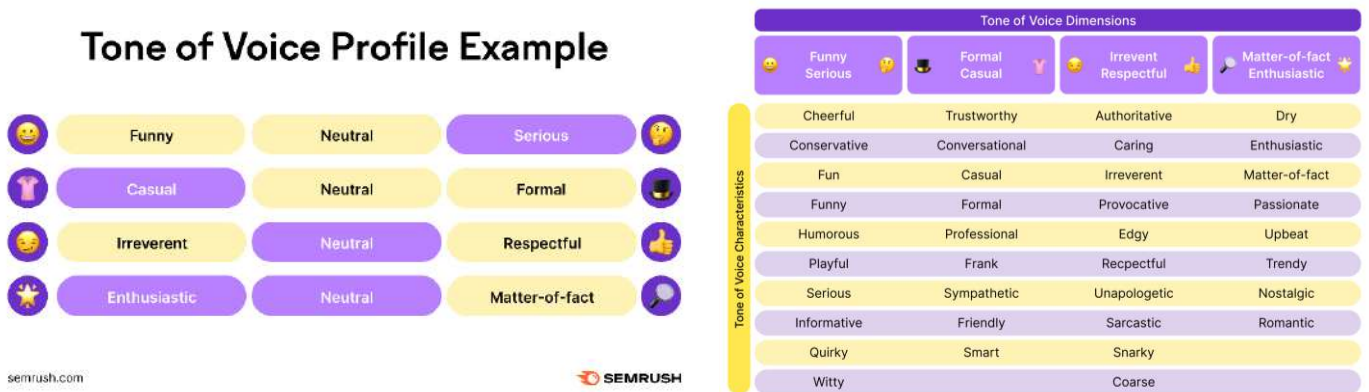 Tone of Voice Profile Example
Funny Neutral Serious
Casual Neutral Formal
Irreverent Neutral Respectful
Enthusiastic Neutral Matter-of-fact
semrush.com SEMRUSH
Tone of Voice Dimensions
Funny Serious
Formal Casual
Irrevent Respectful
Matter-of-fact Enthusiastic
Tone of Voice Characteristics
Cheerful Trustworthy Authoritative Dry
Conservative Conversational Caring Enthusiastic
Fun Casual Irreverent Matter-of-fact
Funny Formal Provocative Passionate
Humorous Professional Edgy Upbeat
Playful Frank Recpectful Trendy
Serious Sympathetic Unapologetic Nostalgic
Informative Friendly Sarcastic Romantic
Quirky Smart Snarky
Witty Coarse